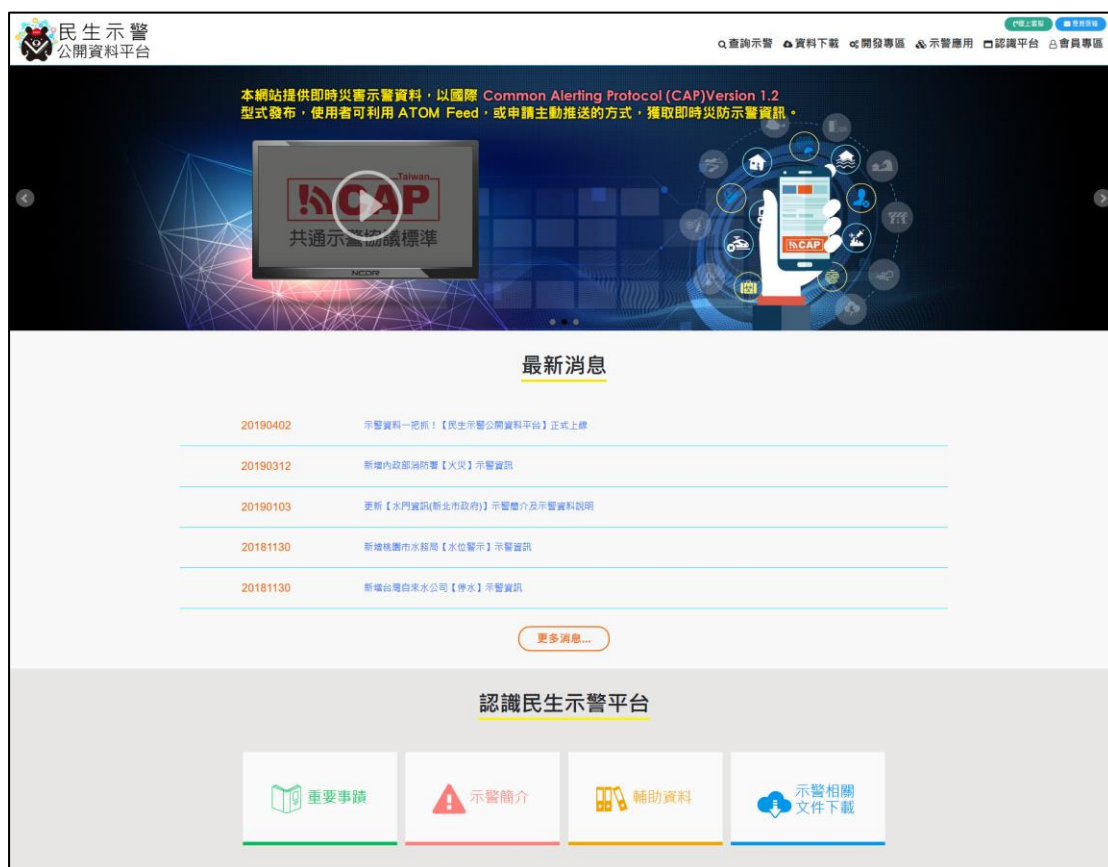 民生示警
公開資料平台
查詢示警 資料下載 開發專區 示警應用 認識平台 會員專區
本網站提供即時災害示警資料，以國際 Common Alerting Protocol (CAP)Version 1.2
型式發布，使用者可利用 ATOM Feed，或申請主動推送的方式，獲取即時災防示警資訊。
Taiwan
CAP
共通示警協議標準
NCDR
CAP
最新消息
20190402 示警資料一把抓！【民生示警公開資料平台】正式上線
20190312 新增內政部消防署【火災】示警資訊
20190103 更新【水門資訊(新北市政府)】示警簡介及示警資料說明
20181130 新增桃園市水務局【水位警示】示警資訊
20181130 新增台灣自來水公司【停水】示警資訊
更多消息...
認識民生示警平台
重要事蹟
示警簡介
輔助資料
示警相關
文件下載